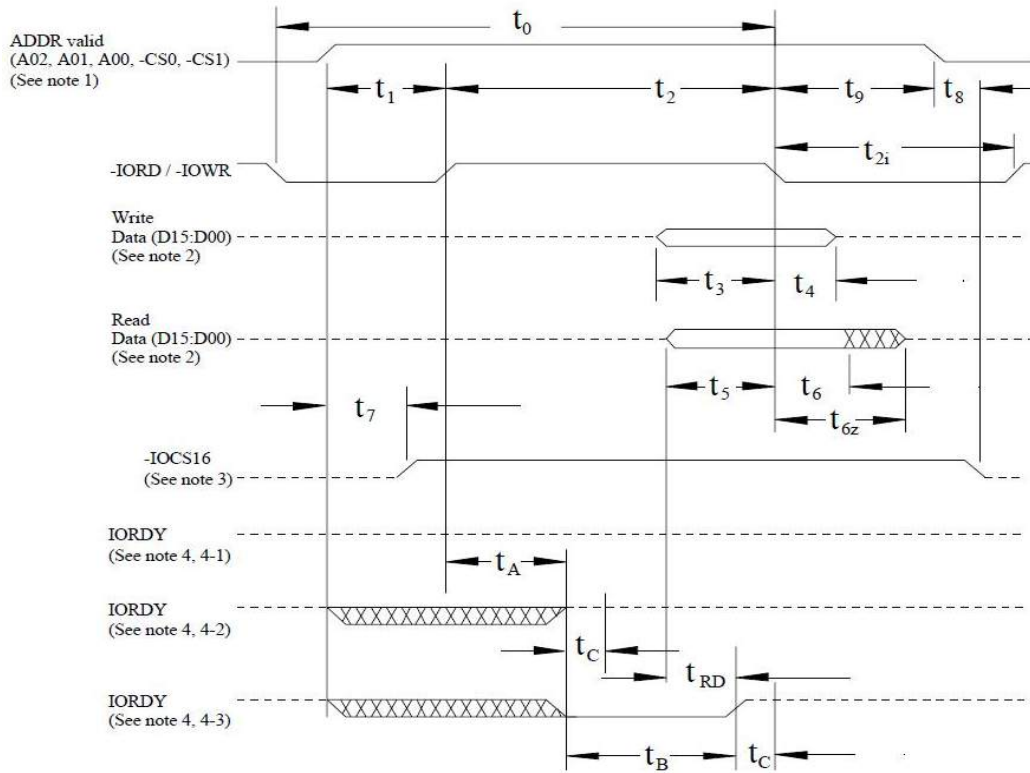 t0
ADDR valid
(A02, A01, A00, -CS0, -CS1)
(See note 1)
t1
t2
t9
t8
t2i
-IORD / -IOWR
Write
Data (D15:D00)
(See note 2)
t3
t4
Read
Data (D15:D00)
(See note 2)
t5
t6
t7
t6z
-IOCS16
(See note 3)
IORDY
(See note 4, 4-1)
tA
IORDY
(See note 4, 4-2)
tC
tRD
IORDY
(See note 4, 4-3)
tB
tC